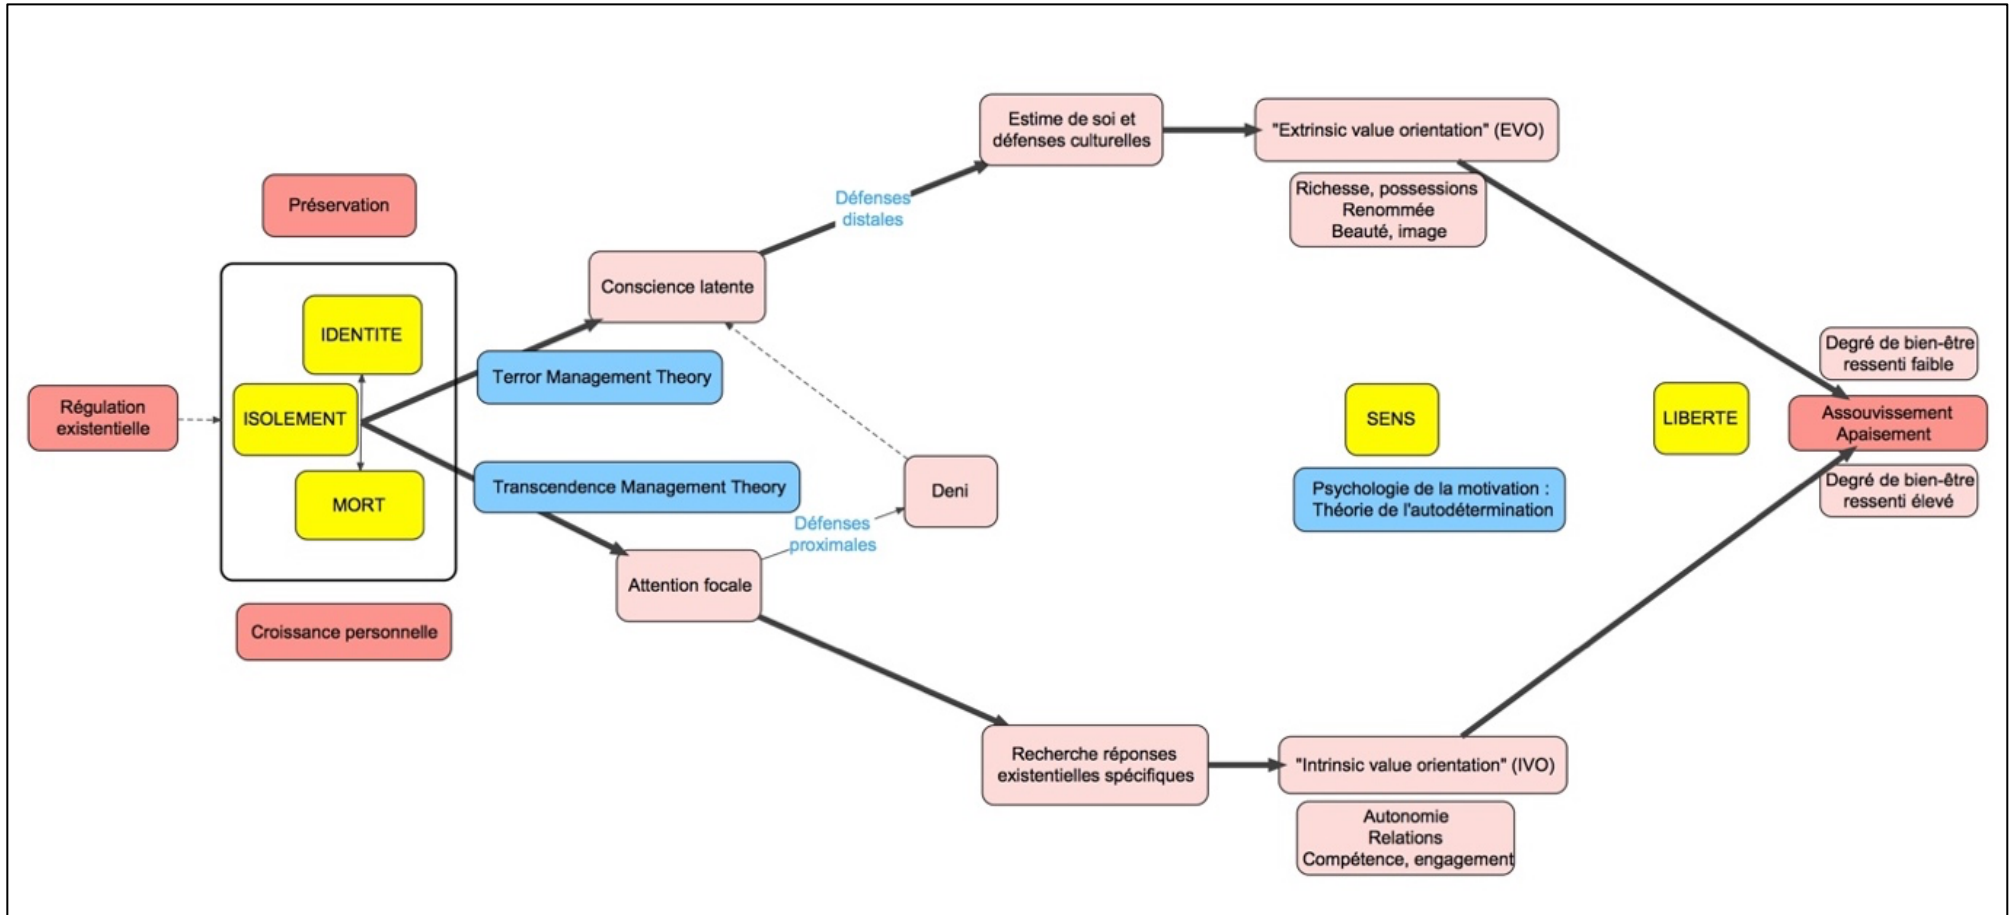 Régulation
existentielle
Préservation
IDENTITE
ISOLEMENT
MORT
Croissance personnelle
Terror Management Theory
Transcendence Management Theory
Conscience latente
Attention focale
Défenses
distales
Défenses
proximales
Deni
Estime de soi et
défenses culturelles
Recherche réponses
existentielles spécifiques
"Extrinsic value orientation" (EVO)
Richesse, possessions
Renommée
Beauté, image
SENS
Psychologie de la motivation :
Théorie de l'autodétermination
"Intrinsic value orientation" (IVO)
Autonomie
Relations
Compétence, engagement
LIBERTE
Degré de bien-être
ressenti faible
Assouvissement
Apaisement
Degré de bien-être
ressenti élevé